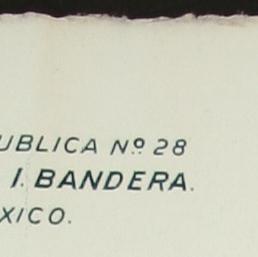 UBLICA Nº 28
I. BANDERA.
XICO.